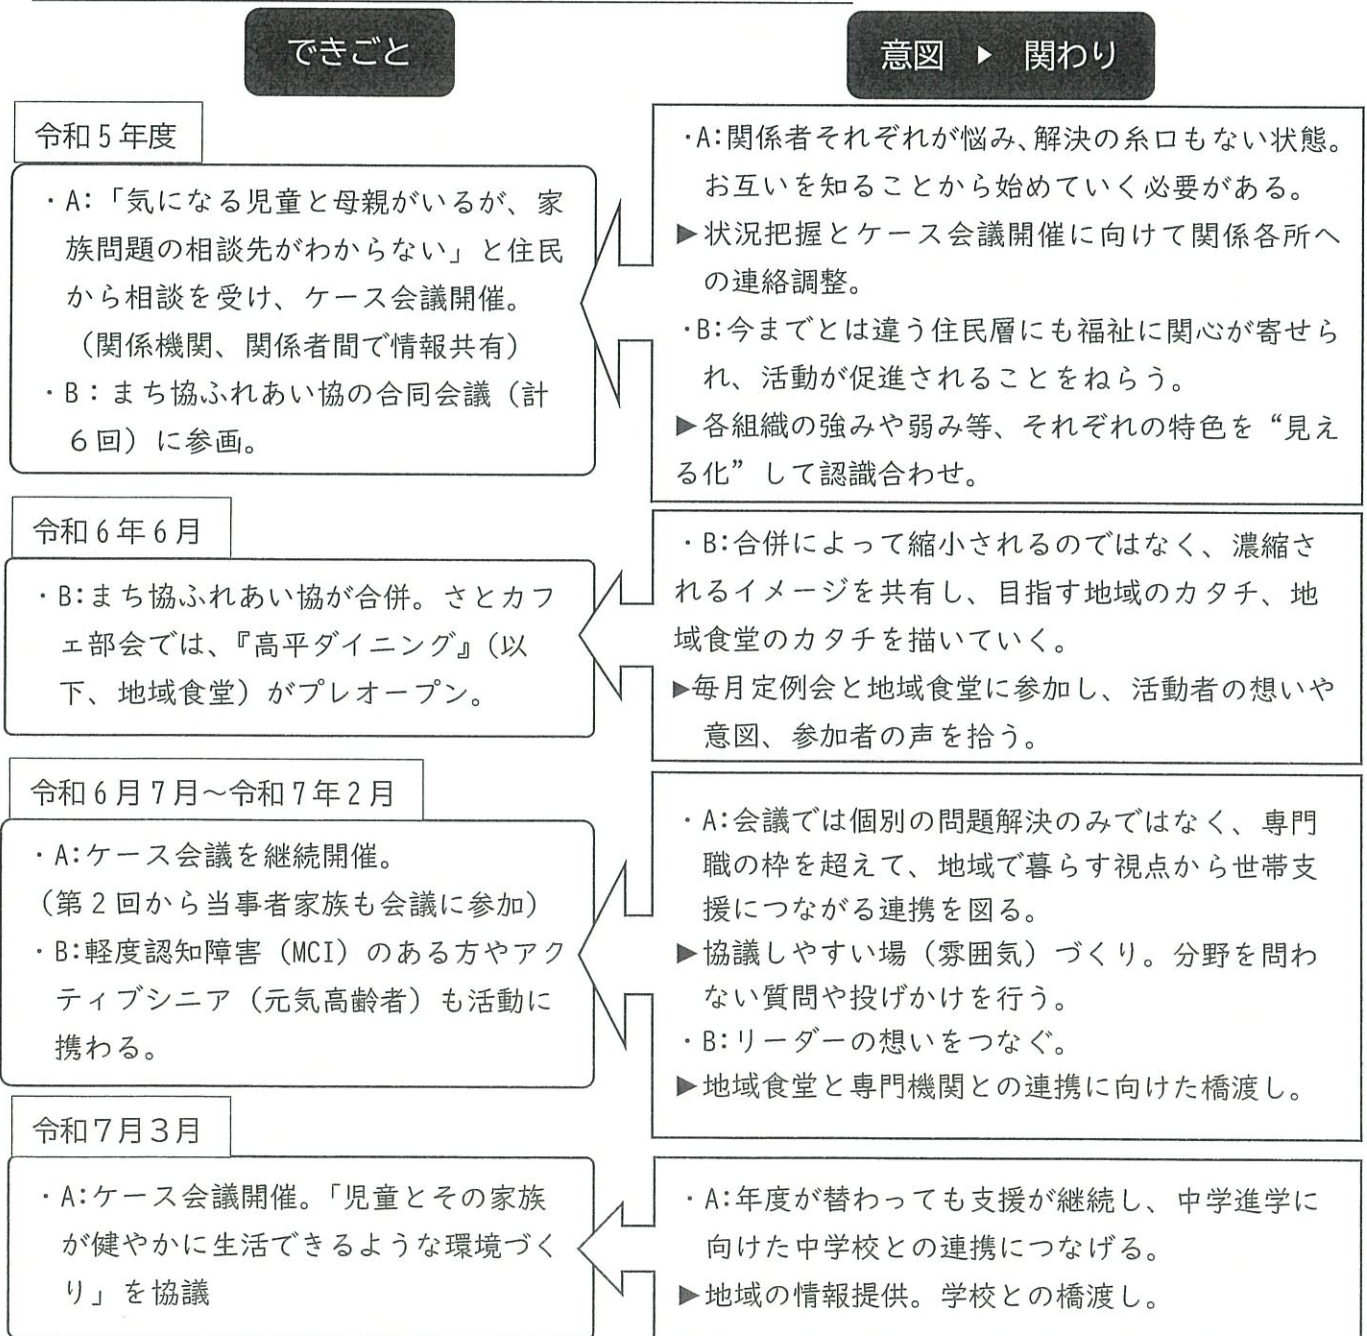 できごと
意図 ▶ 関わり
令和5年度
・A:「気になる児童と母親がいるが、家
族問題の相談先がわからない」と住民
から相談を受け、ケース会議開催。
(関係機関、関係者間で情報共有)
・B:まち協ふれあい協の合同会議(計
6回)に参画。
・A:関係者それぞれが悩み、解決の糸口もない状態。
お互いを知ることから始めていく必要がある。
▶状況把握とケース会議開催に向けて関係各所へ
の連絡調整。
・B:今までとは違う住民層にも福祉に関心が寄せら
れ、活動が促進されることをねらう。
▶各組織の強みや弱み等、それぞれの特色を“見え
る化”して認識合わせ。
令和6年6月
・B:まち協ふれあい協が合併。さとカフ
ェ部会では、『高平ダイニング』(以
下、地域食堂)がプレオープン。
・B:合併によって縮小されるのではなく、濃縮さ
れるイメージを共有し、目指す地域のカタチ、地
域食堂のカタチを描いていく。
▶毎月定例会と地域食堂に参加し、活動者の想いや
意図、参加者の声を拾う。
令和6月7月~令和7年2月
・A:ケース会議を継続開催。
(第2回から当事者家族も会議に参加)
・B:軽度認知障害(MCI)のある方やアク
ティブシニア(元気高齢者)も活動に
携わる。
・A:会議では個別の問題解決のみではなく、専門
職の枠を超えて、地域で暮らす視点から世帯支
援につながる連携を図る。
▶協議しやすい場(雰囲気)づくり。分野を問わ
ない質問や投げかけを行う。
・B:リーダーの想いをつなぐ。
▶地域食堂と専門機関との連携に向けた橋渡し。
令和7月3月
・A:ケース会議開催。「児童とその家族
が健やかに生活できるような環境づく
り」を協議
・A:年度が替わっても支援が継続し、中学進学に
向けた中学校との連携につなげる。
▶地域の情報提供。学校との橋渡し。